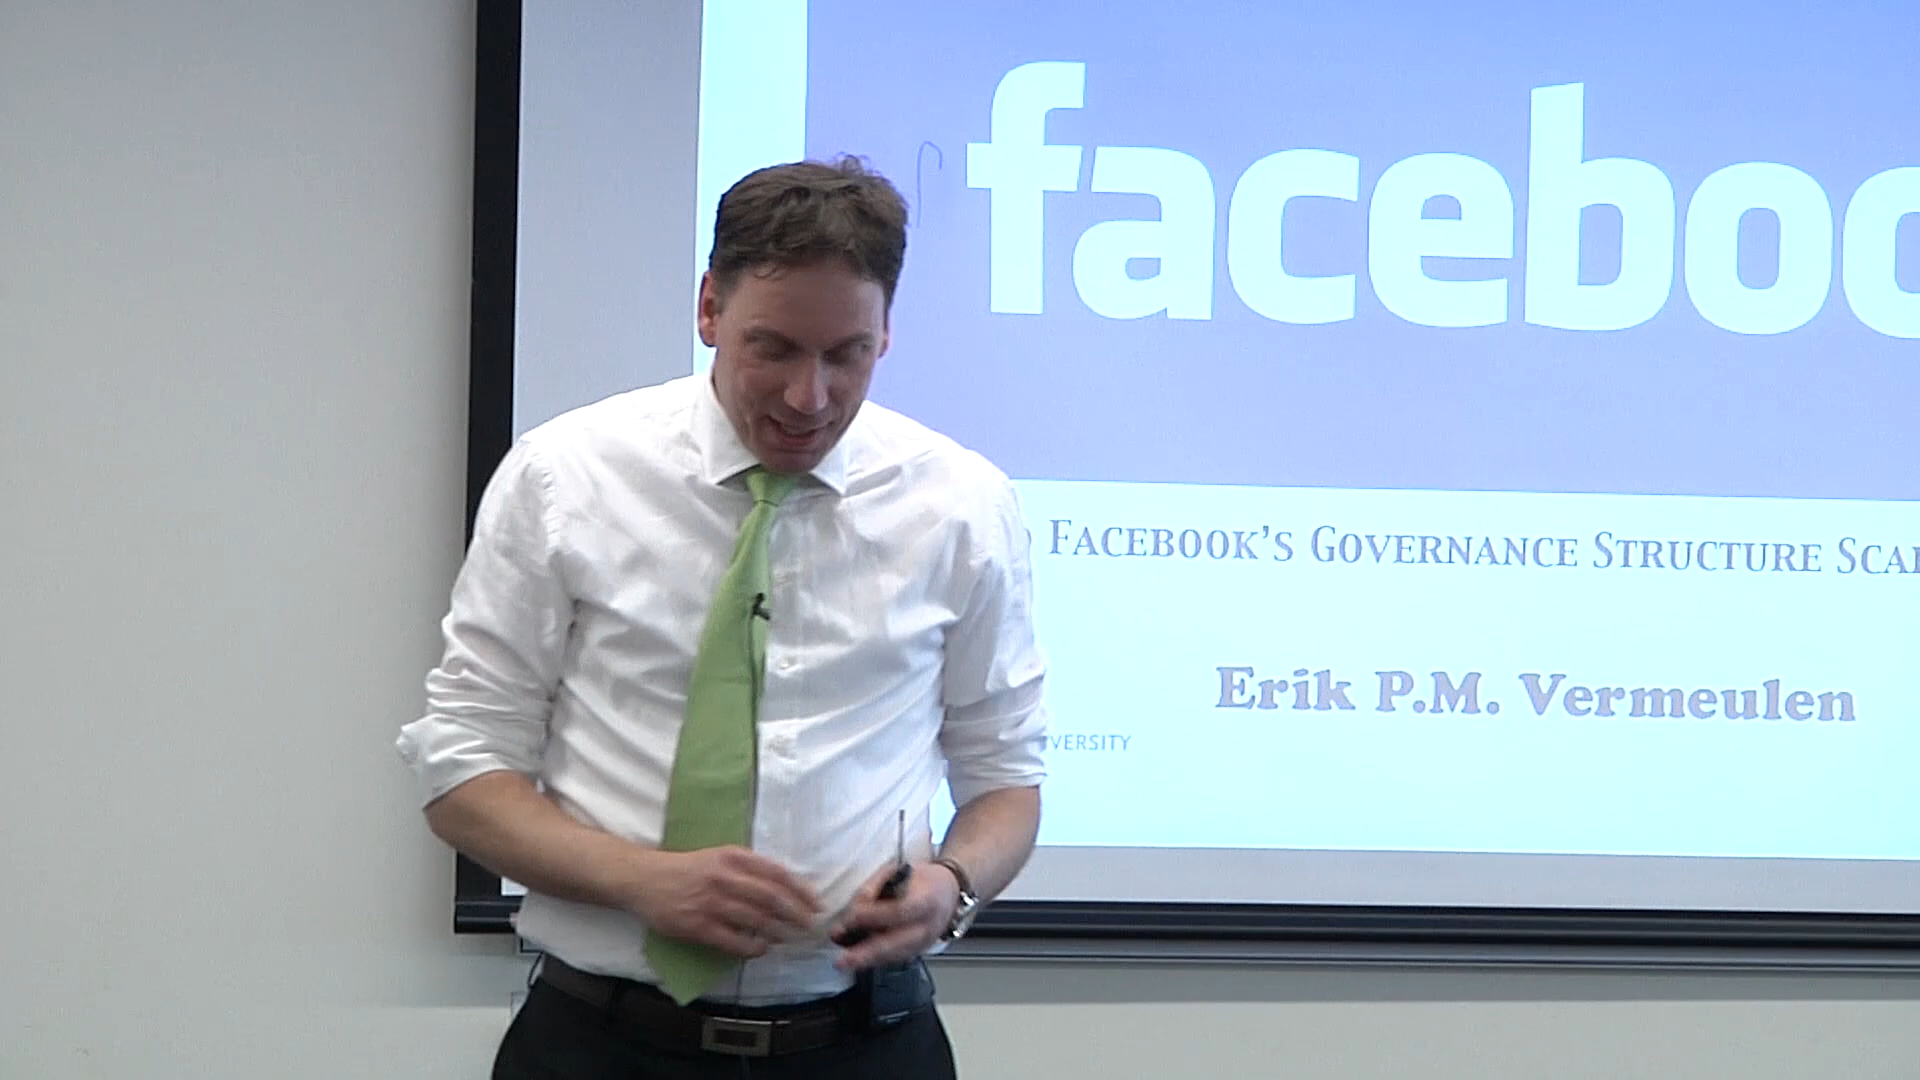 faceboo
FACEBOOK'S GOVERNANCE STRUCTURE
Erik P.M. Vermeulen
VERSITY